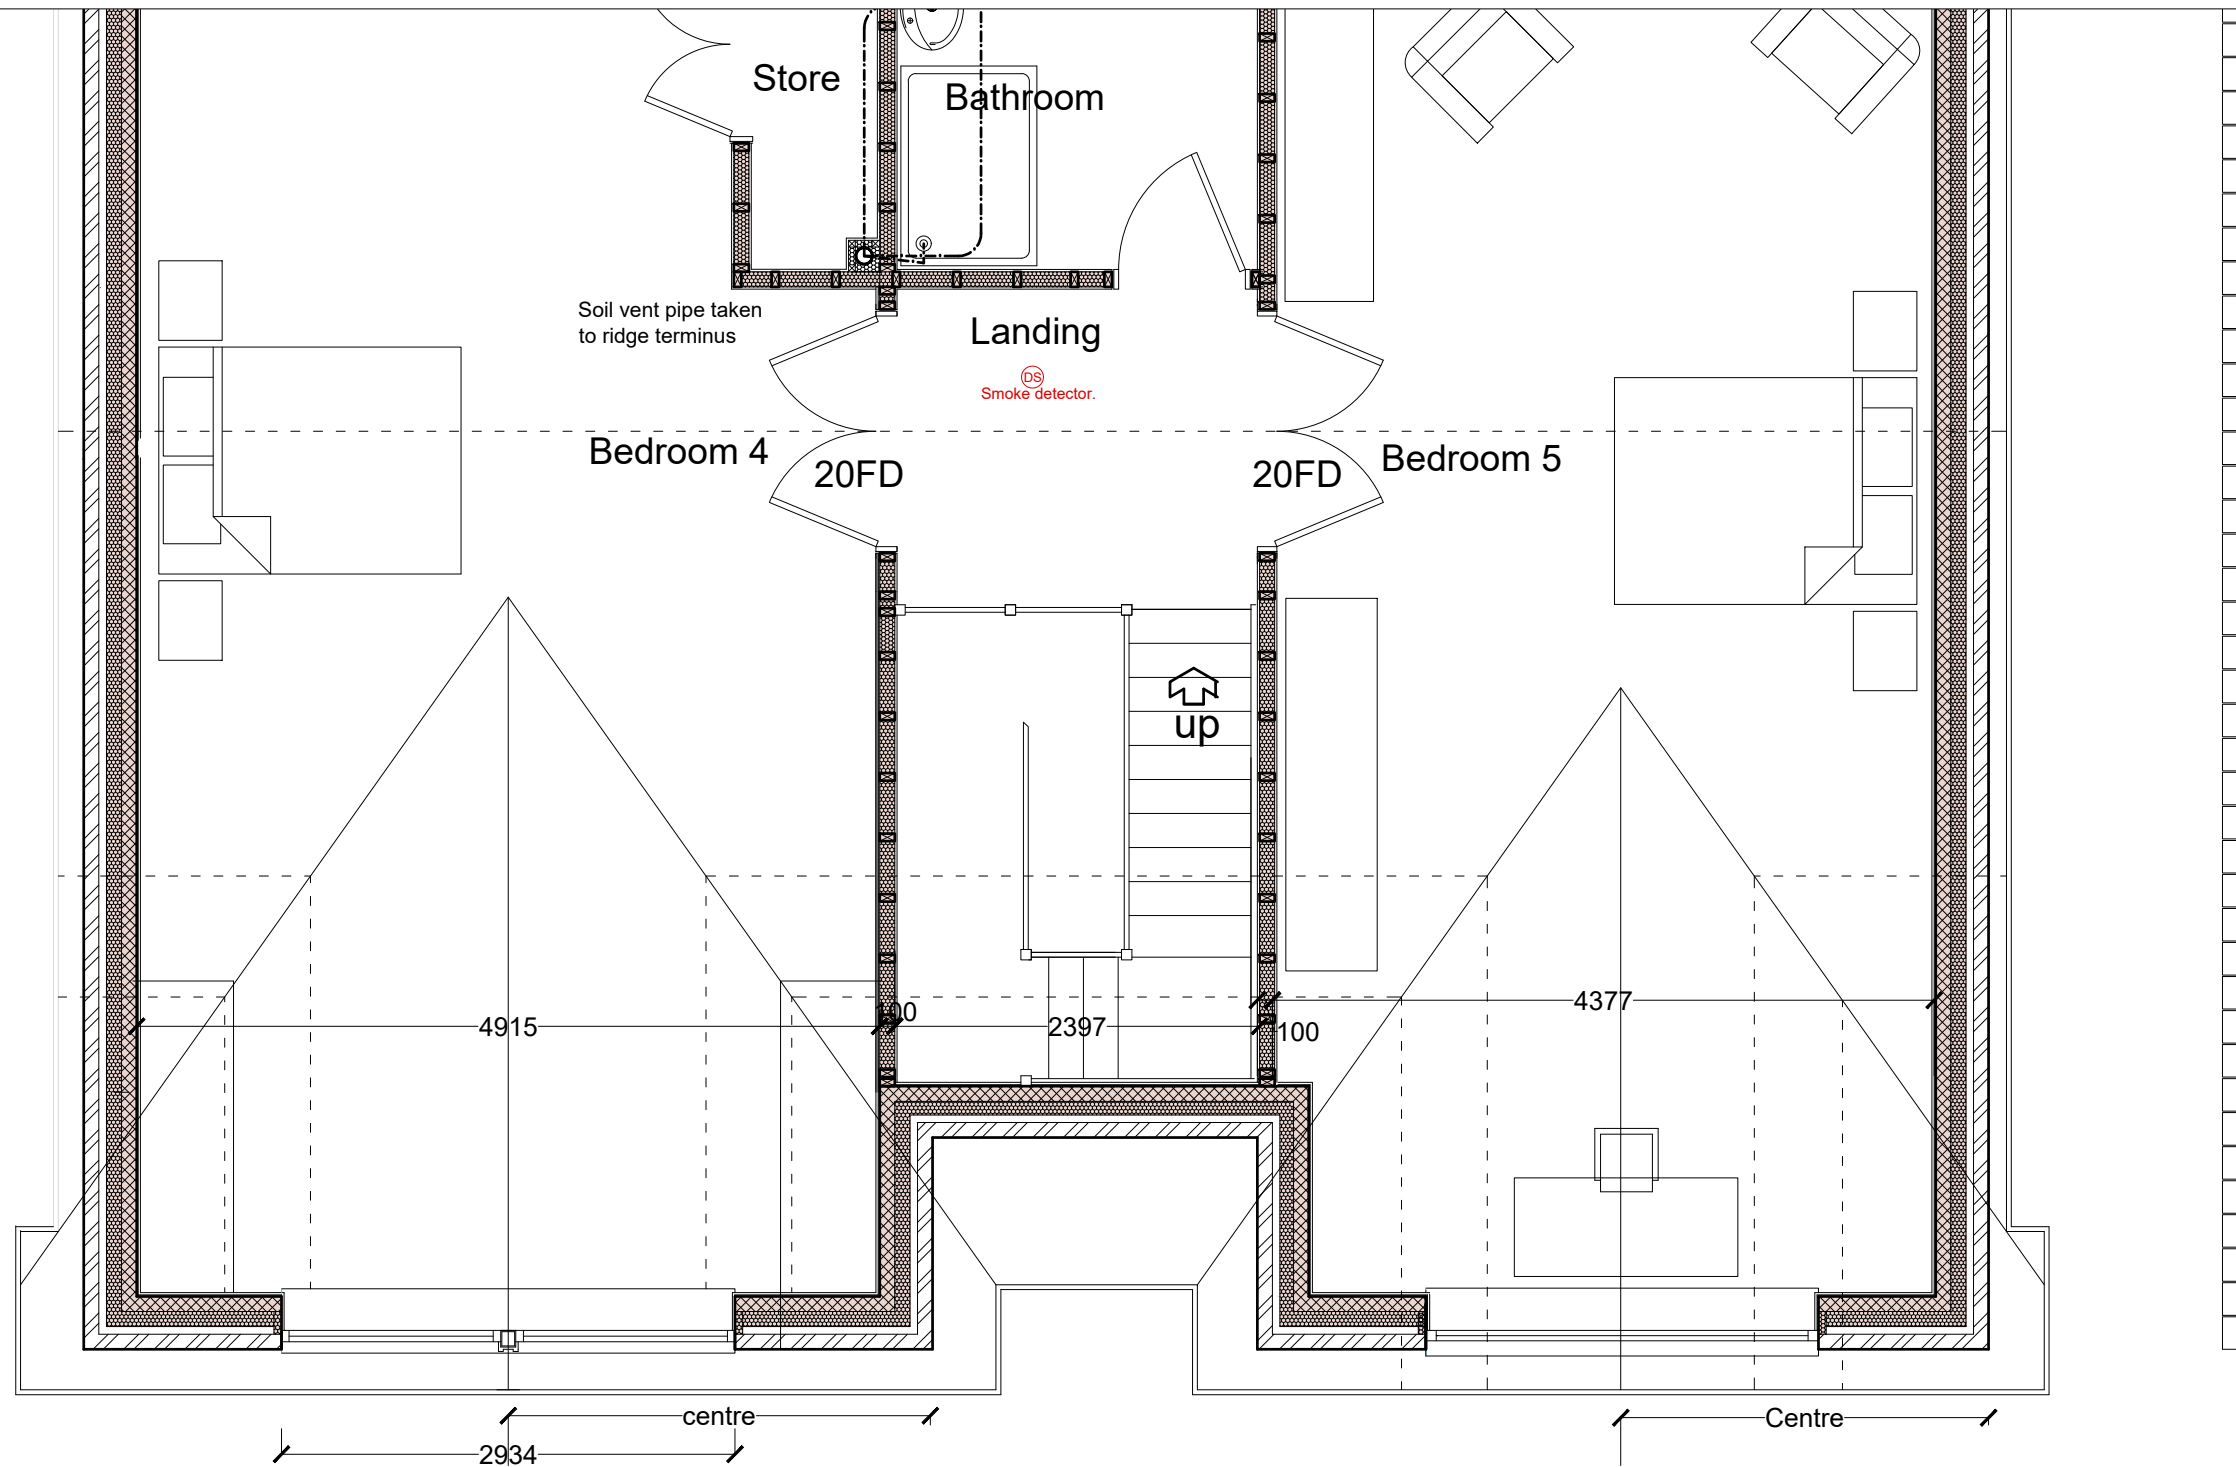 Store
Bathroom
Soil vent pipe taken
to ridge terminus
Landing
DS
Smoke detector.
Bedroom 4
20FD
20FD
Bedroom 5
up
4915
100
2397
100
4377
centre
Centre
2934